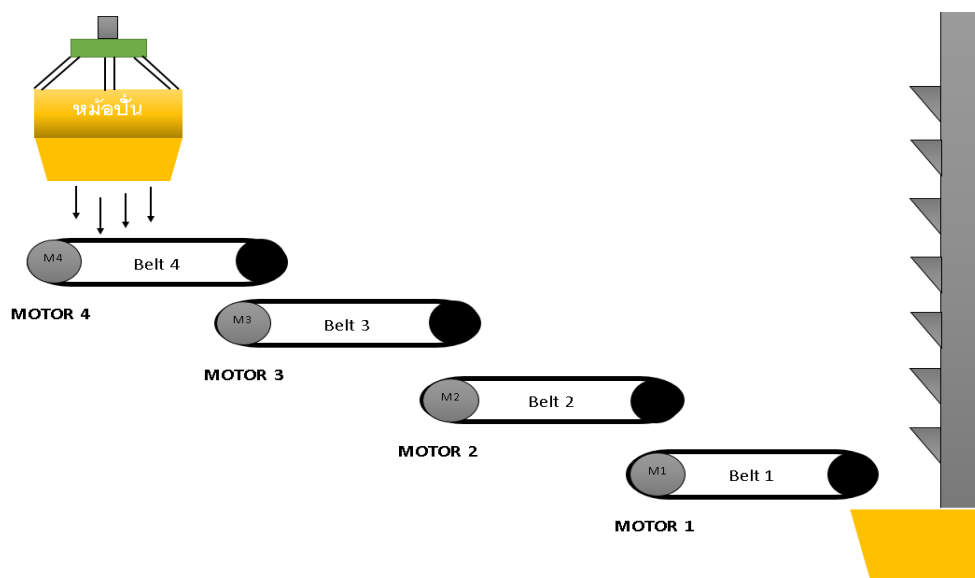 หม้อปั่น
M4
Belt 4
MOTOR 4
M3
Belt 3
MOTOR 3
M2
Belt 2
MOTOR 2
M1
Belt 1
MOTOR 1